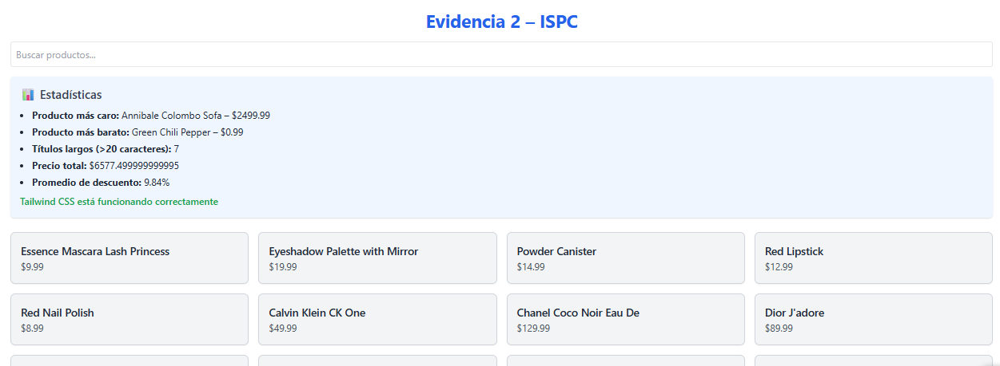 Evidencia 2 – ISPC
Buscar productos...
📊 Estadísticas
• Producto más caro: Annibale Colombo Sofa – $2499.99
• Producto más barato: Green Chili Pepper – $0.99
• Títulos largos (>20 caracteres): 7
• Precio total: $6577.499999999995
• Promedio de descuento: 9.84%
Tailwind CSS está funcionando correctamente
Essence Mascara Lash Princess
$9.99
Eyeshadow Palette with Mirror
$19.99
Powder Canister
$14.99
Red Lipstick
$12.99
Red Nail Polish
$8.99
Calvin Klein CK One
$49.99
Chanel Coco Noir Eau De
$129.99
Dior J'adore
$89.99